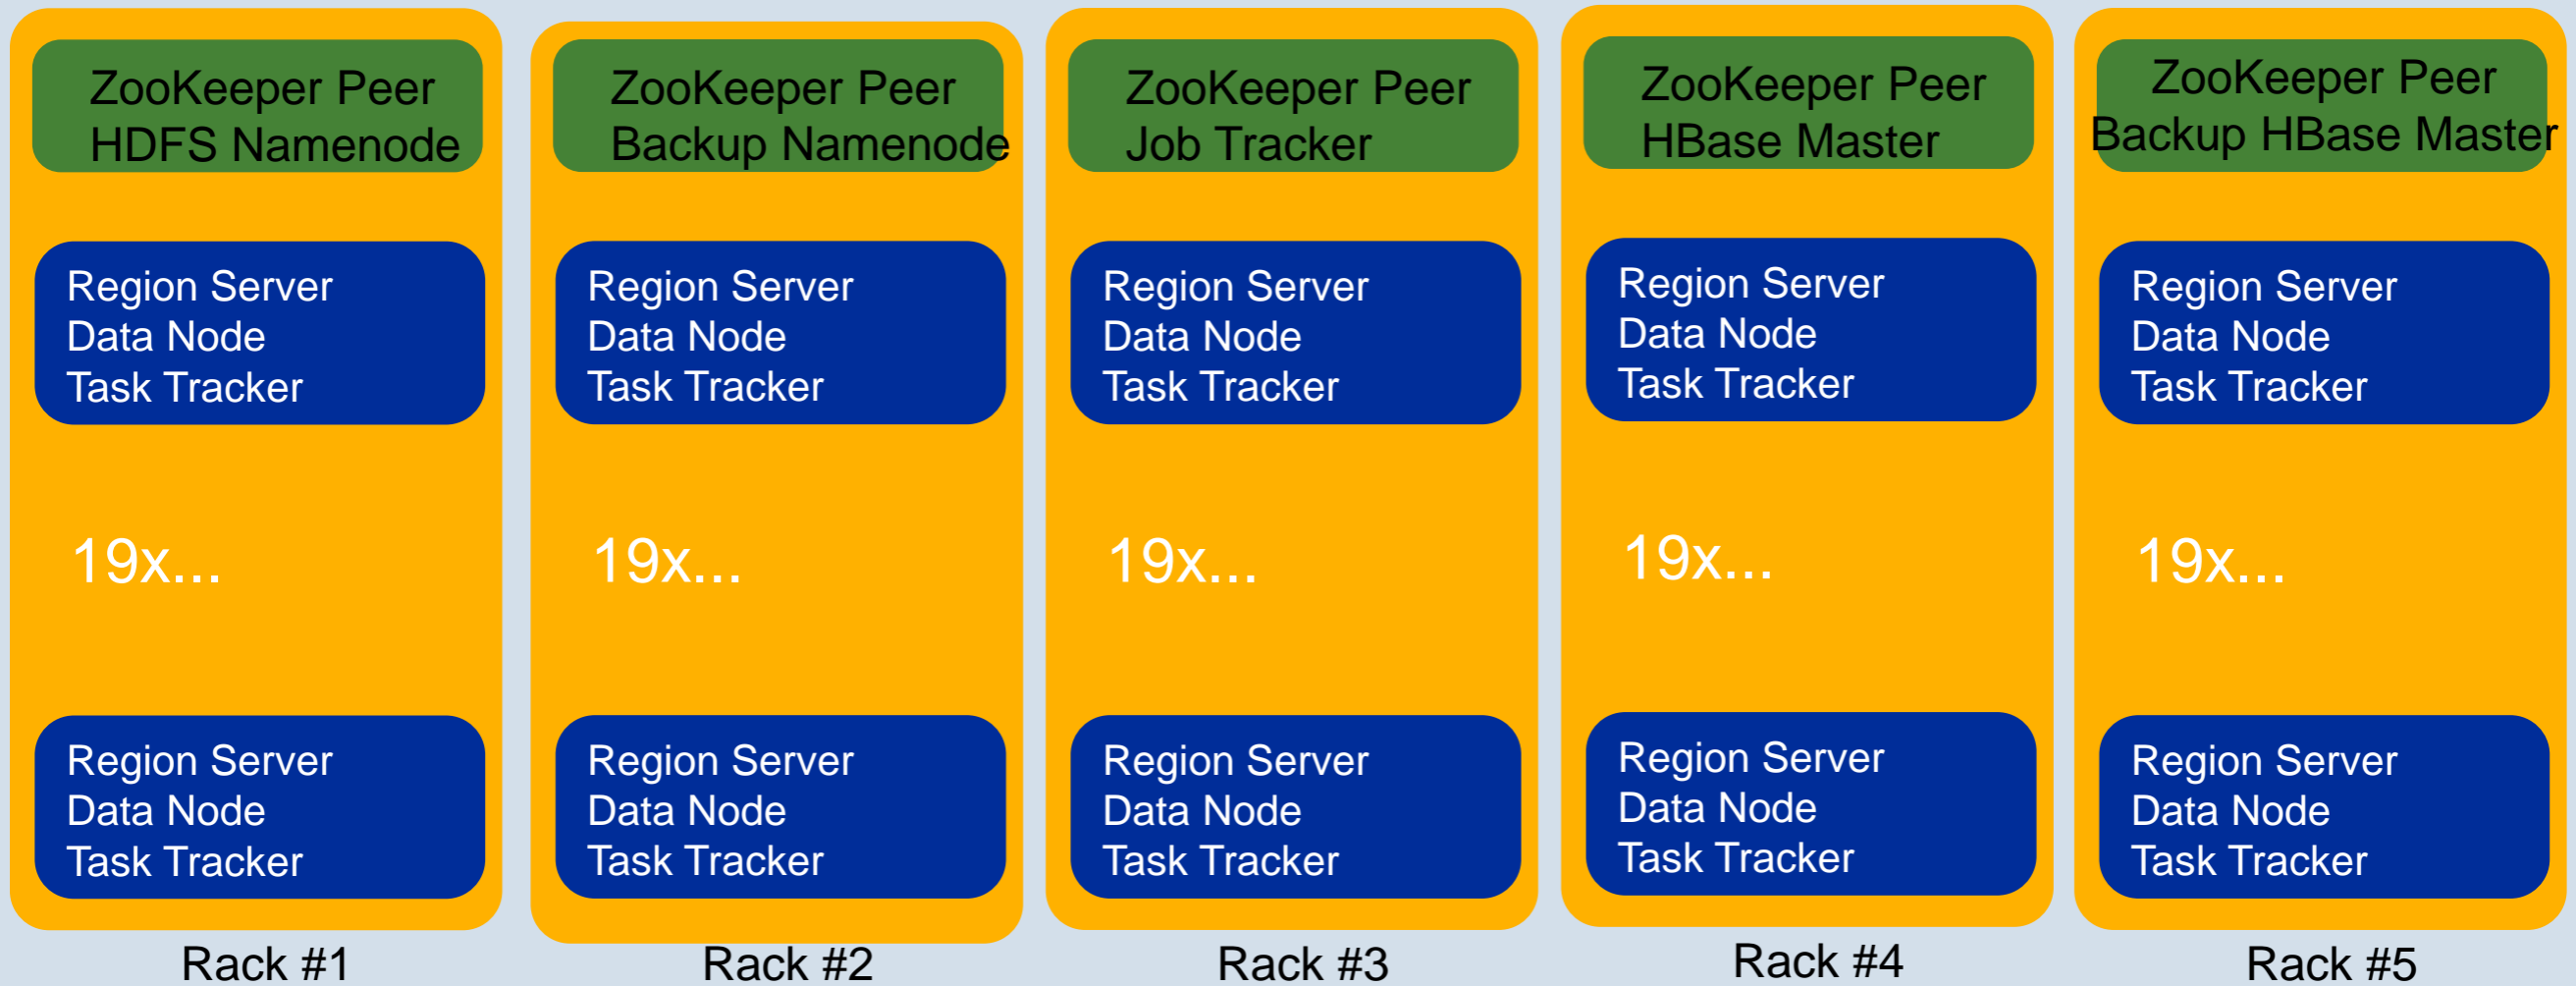 ZooKeeper Peer
HDFS Namenode
Region Server
Data Node
Task Tracker
19x...
Region Server
Data Node
Task Tracker
Rack #1
ZooKeeper Peer
Backup Namenode
Region Server
Data Node
Task Tracker
19x...
Region Server
Data Node
Task Tracker
Rack #2
ZooKeeper Peer
Job Tracker
Region Server
Data Node
Task Tracker
19x...
Region Server
Data Node
Task Tracker
Rack #3
ZooKeeper Peer
HBase Master
Region Server
Data Node
Task Tracker
19x...
Region Server
Data Node
Task Tracker
Rack #4
ZooKeeper Peer
Backup HBase Master
Region Server
Data Node
Task Tracker
19x...
Region Server
Data Node
Task Tracker
Rack #5